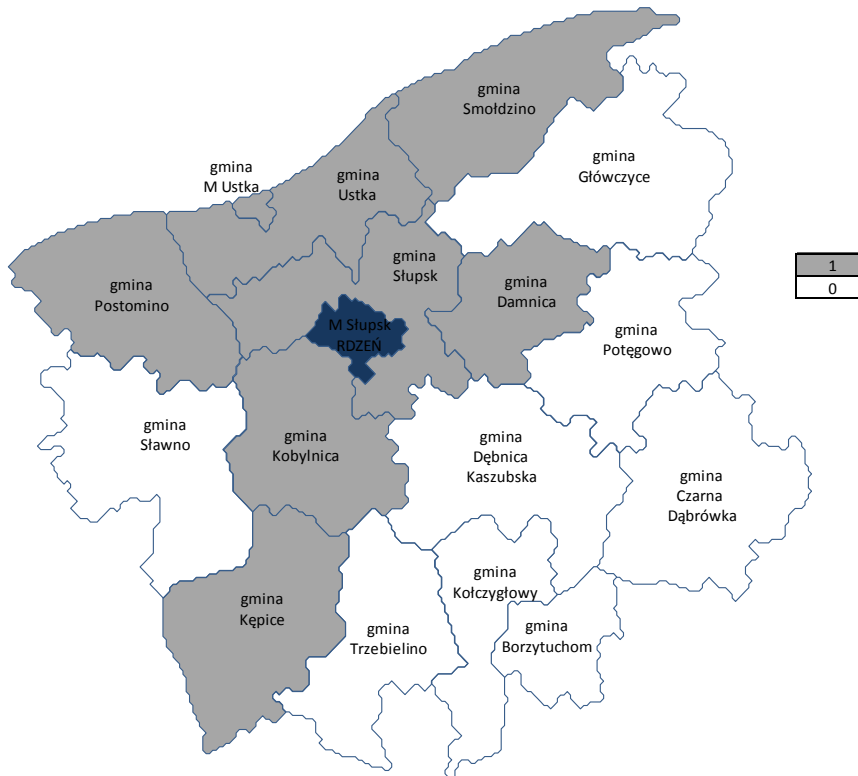 gmina
Smołdzino
gmina
Główczyce
gmina
M Ustka
gmina
Ustka
gmina
Słupsk
gmina
Postomino
gmina
Damnica
1
0
M Słupsk
RDZEŃ
gmina
Potęgowo
gmina
Sławno
gmina
Kobylnica
gmina
Dębnica
Kaszubska
gmina
Czarna
Dąbrówka
gmina
Kołczygłowy
gmina
Kępice
gmina
Trzebielino
gmina
Borzytuchom